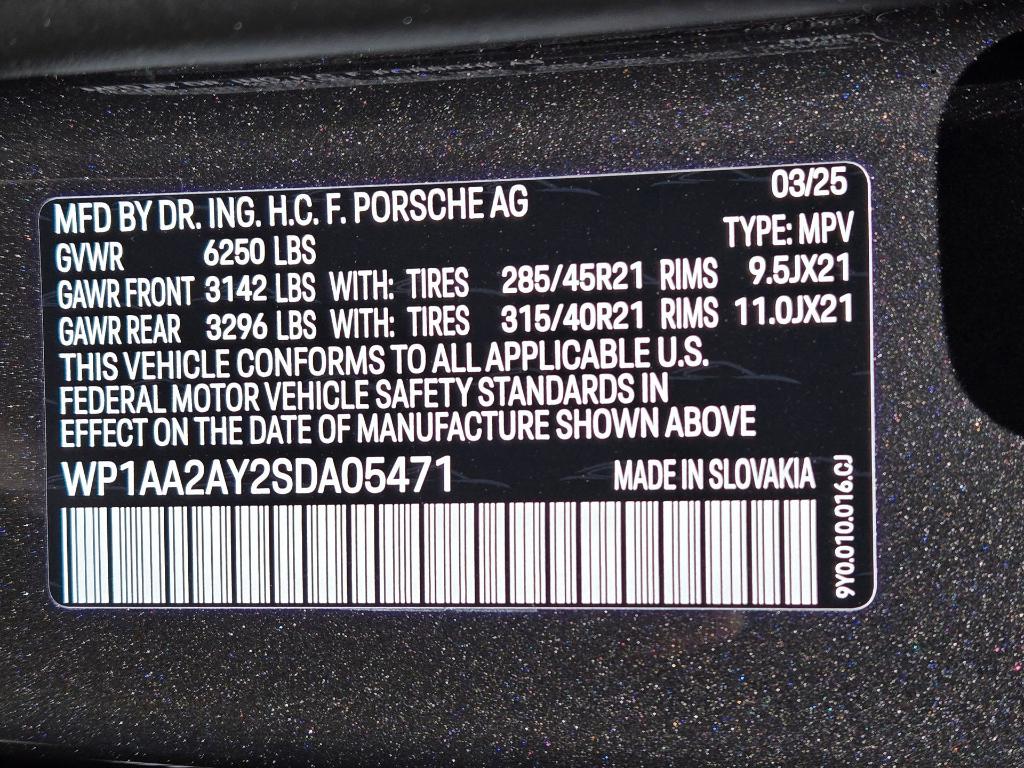 MFD BY DR. ING. H.C. F. PORSCHE AG 03/25
TYPE: MPV
GVWR 6250 LBS
GAWR FRONT 3142 LBS WITH: TIRES 285/45R21 RIMS 9.5JX21
GAWR REAR 3296 LBS WITH: TIRES 315/40R21 RIMS 11.0JX21
THIS VEHICLE CONFORMS TO ALL APPLICABLE U.S.
FEDERAL MOTOR VEHICLE SAFETY STANDARDS IN
EFFECT ON THE DATE OF MANUFACTURE SHOWN ABOVE
WP1AA2AY2SDA05471 MADE IN SLOVAKIA
9Y0.010.016.CJ